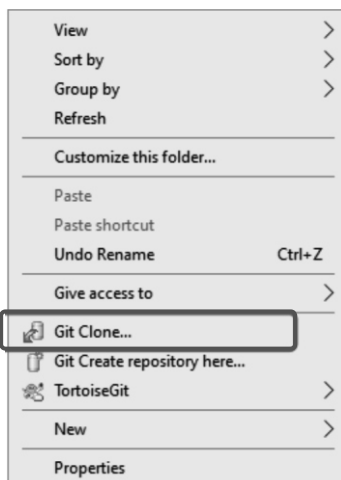 View
Sort by
Group by
Refresh
Customize this folder...
Paste
Paste shortcut
Undo Rename Ctrl+Z
Give access to
Git Clone...
Git Create repository here...
TortoiseGit
New
Properties